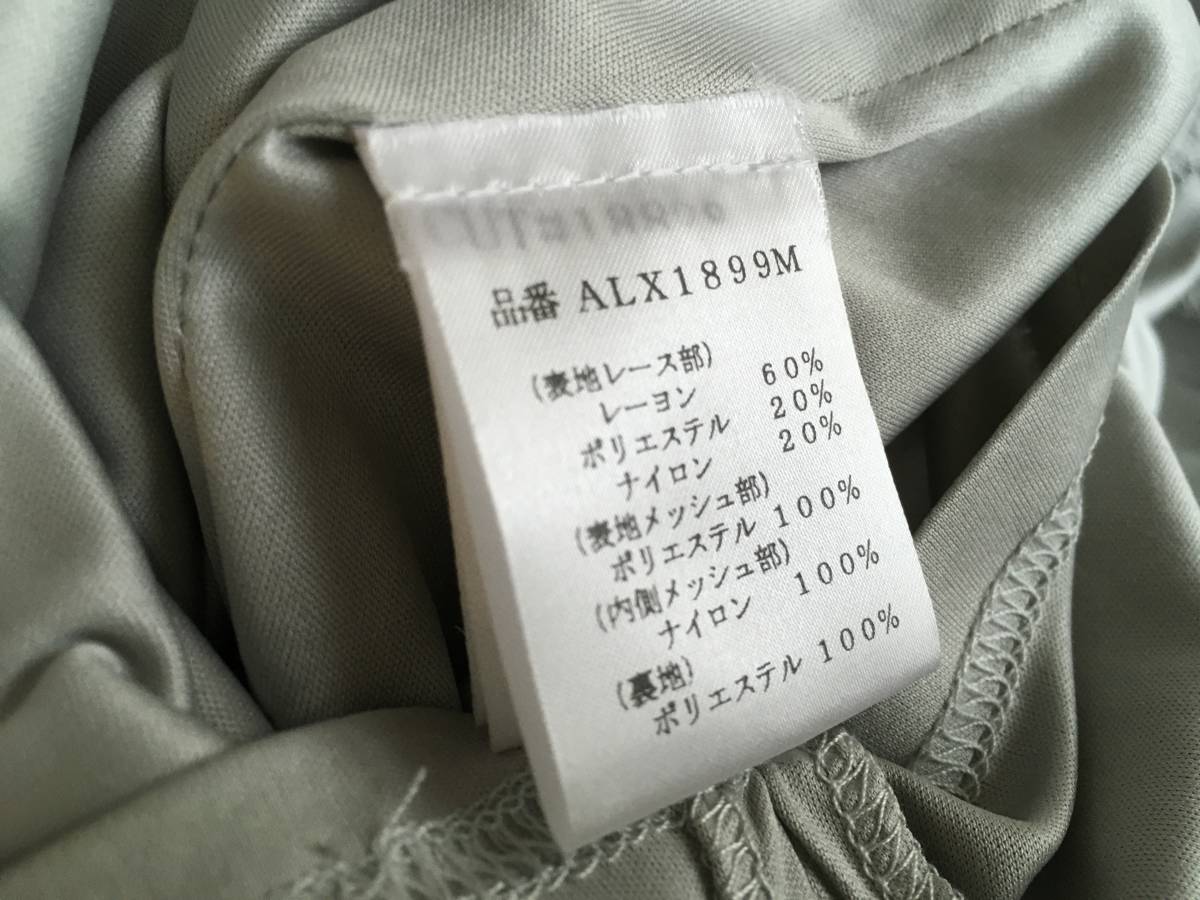 品番 ALX1899M
(表地レース部)
レーヨン 60%
ポリエステル 20%
ナイロン 20%
(表地メッシュ部)
ポリエステル 100%
(内側メッシュ部)
ナイロン 100%
(裏地)
ポリエステル 100%